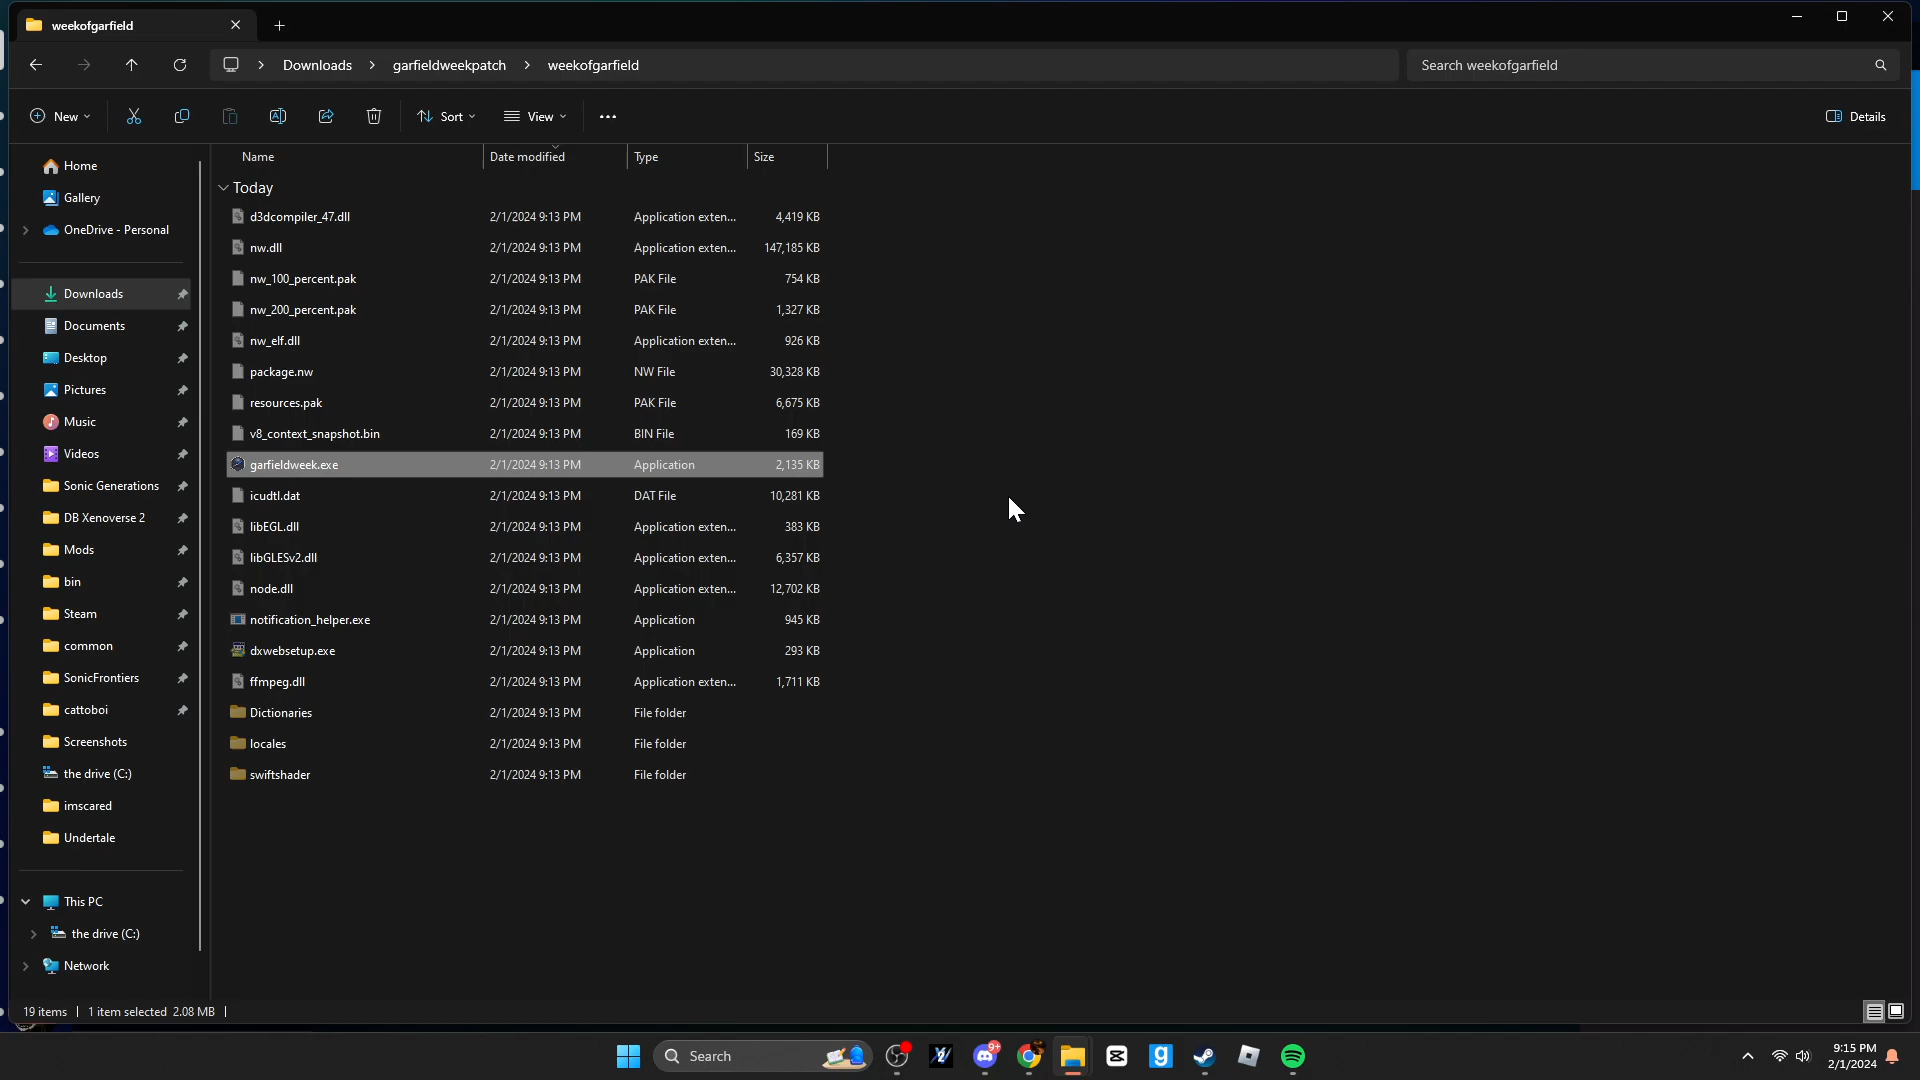 weekofgarfield
Downloads > garfieldweekpatch > weekofgarfield
Search weekofgarfield
New
Sort
View
Details
Name Date modified Type Size
Home
Gallery
OneDrive - Personal
Downloads
Documents
Desktop
Pictures
Music
Videos
Sonic Generations
DB Xenoverse 2
Mods
bin
Steam
common
SonicFrontiers
cattoboi
Screenshots
the drive (C:)
imscared
Undertale
This PC
the drive (C:)
Network
Today
d3dcompiler_47.dll 2/1/2024 9:13 PM Application exten... 4,419 KB
nw.dll 2/1/2024 9:13 PM Application exten... 147,185 KB
nw_100_percent.pak 2/1/2024 9:13 PM PAK File 754 KB
nw_200_percent.pak 2/1/2024 9:13 PM PAK File 1,327 KB
nw_elf.dll 2/1/2024 9:13 PM Application exten... 926 KB
package.nw 2/1/2024 9:13 PM NW File 30,328 KB
resources.pak 2/1/2024 9:13 PM PAK File 6,675 KB
v8_context_snapshot.bin 2/1/2024 9:13 PM BIN File 169 KB
garfieldweek.exe 2/1/2024 9:13 PM Application 2,135 KB
icudtl.dat 2/1/2024 9:13 PM DAT File 10,281 KB
libEGL.dll 2/1/2024 9:13 PM Application exten... 383 KB
libGLESv2.dll 2/1/2024 9:13 PM Application exten... 6,357 KB
node.dll 2/1/2024 9:13 PM Application exten... 12,702 KB
notification_helper.exe 2/1/2024 9:13 PM Application 945 KB
dxwebsetup.exe 2/1/2024 9:13 PM Application 293 KB
ffmpeg.dll 2/1/2024 9:13 PM Application exten... 1,711 KB
Dictionaries 2/1/2024 9:13 PM File folder
locales 2/1/2024 9:13 PM File folder
swiftshader 2/1/2024 9:13 PM File folder
19 items | 1 item selected 2.08 MB |
Search
9+
9:15 PM
2/1/2024